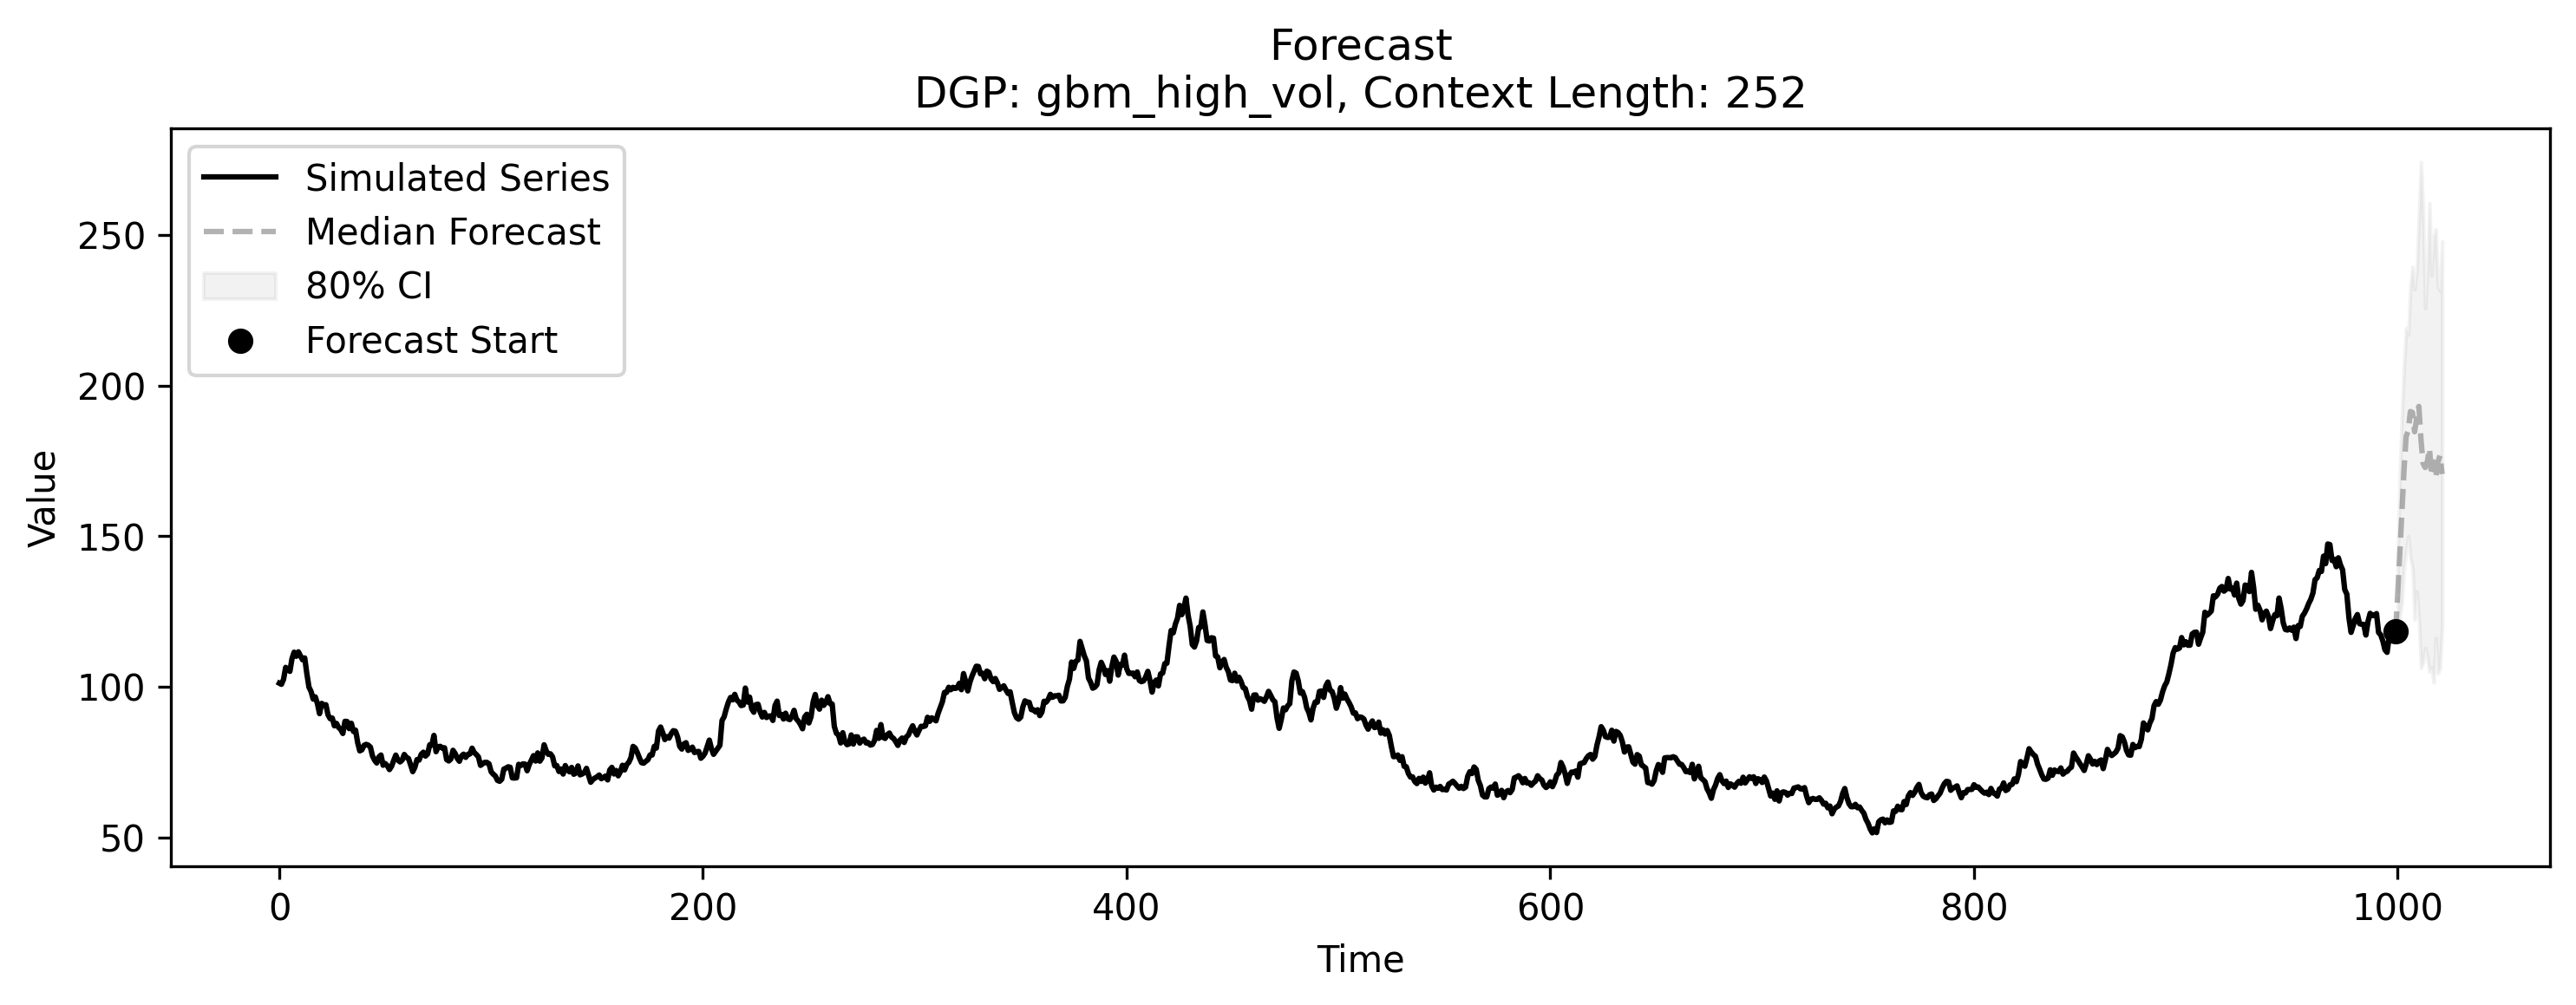 Forecast
DGP: gbm_high_vol, Context Length: 252
Simulated Series
Median Forecast
80% CI
Forecast Start
Value
250
200
150
100
50
0
200
400
600
800
1000
Time